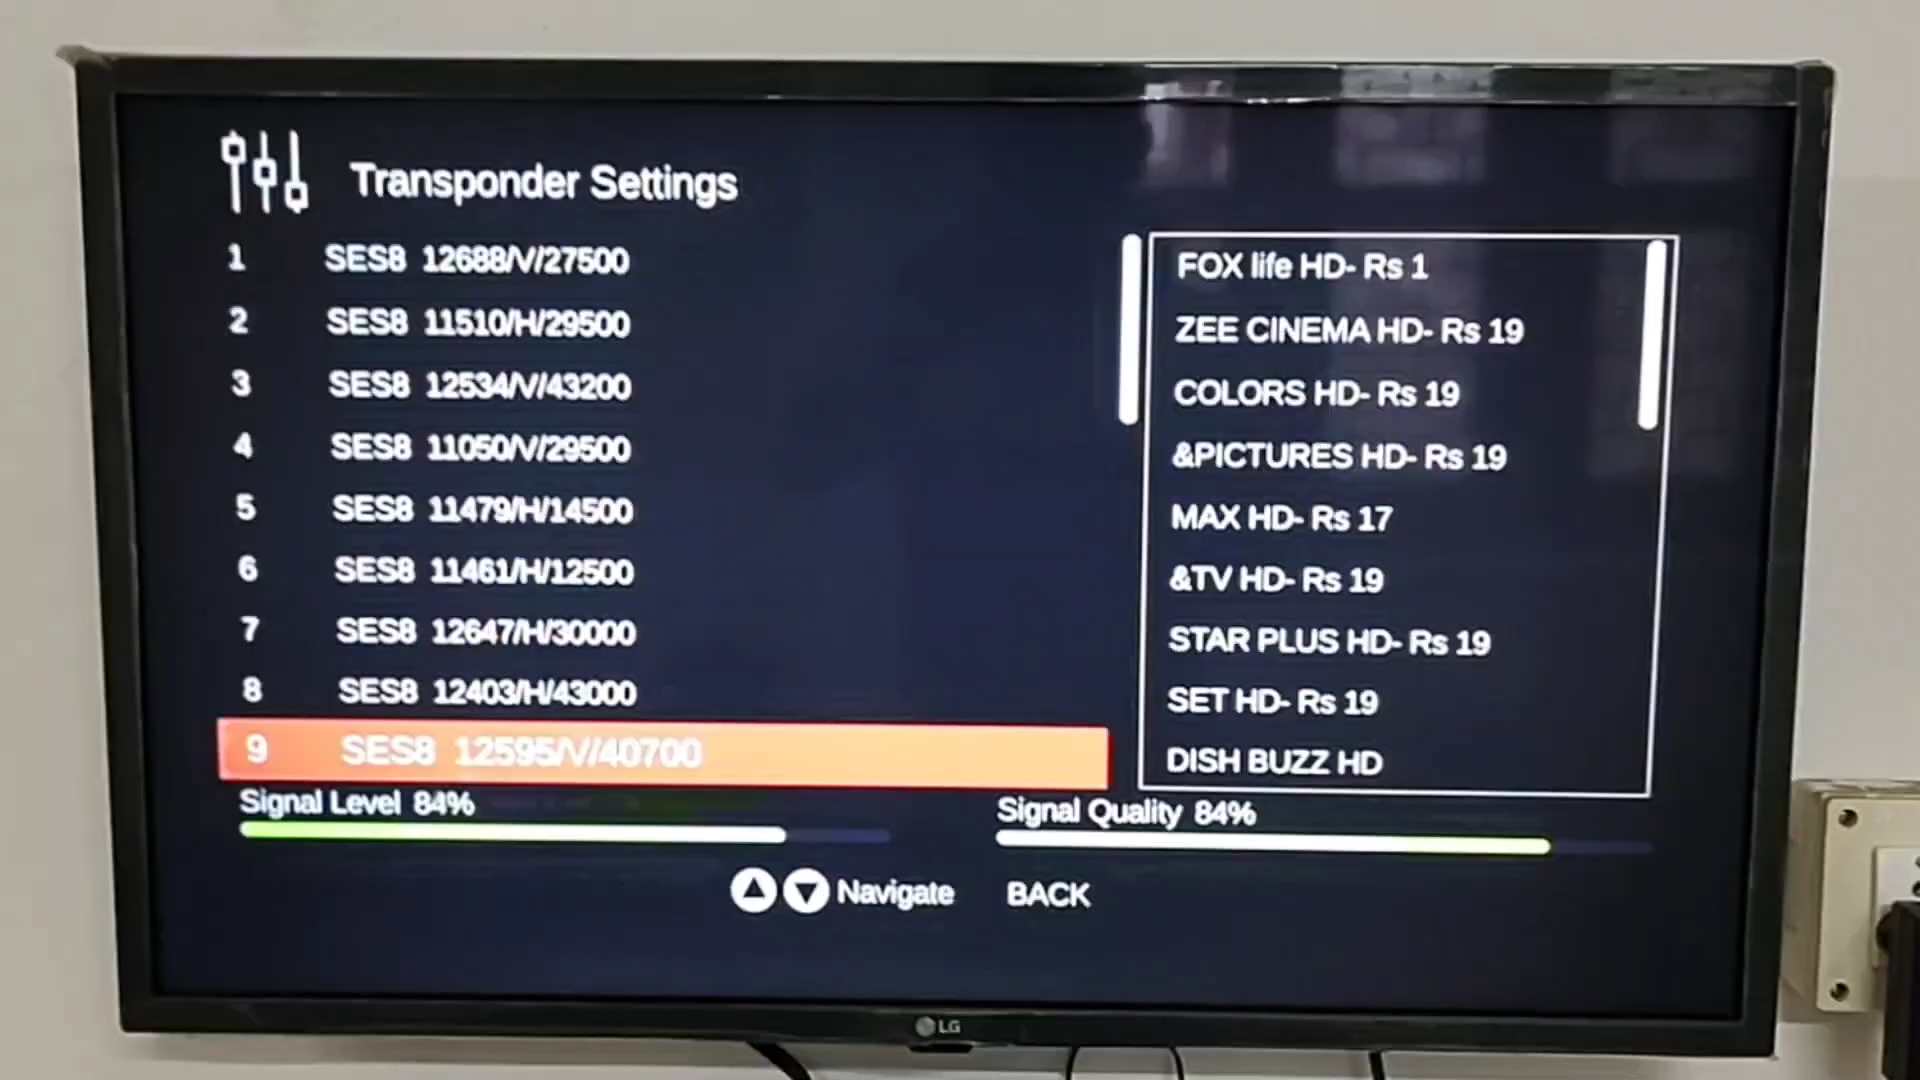 Transponder Settings
1 SES8 12688/V/27500
2 SES8 11510/H/29500
3 SES8 12534/V/43200
4 SES8 11050/V/29500
5 SES8 11479/H/14500
6 SES8 11461/H/12500
7 SES8 12647/H/30000
8 SES8 12403/H/43000
9 SES8 12595/V/40700
FOX life HD- Rs 1
ZEE CINEMA HD- Rs 19
COLORS HD- Rs 19
&PICTURES HD- Rs 19
MAX HD- Rs 17
&TV HD- Rs 19
STAR PLUS HD- Rs 19
SET HD- Rs 19
DISH BUZZ HD
Signal Level 84%
Signal Quality 84%
Navigate BACK
LG